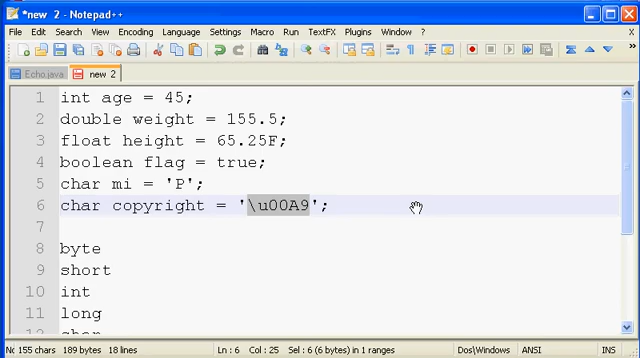 *new 2 - Notepad++
File Edit Search View Encoding Language Settings Macro Run TextFX Plugins Window ? X
Echo.java new 2
1 int age = 45;
2 double weight = 155.5;
3 float height = 65.25F;
4 boolean flag = true;
5 char mi = 'P';
6 char copyright = '\u00A9';
7
8 byte
9 short
10 int
11 long
12 char
Nc 155 chars 189 bytes 18 lines Ln : 6 Col : 25 Sel : 6 (6 bytes) in 1 ranges Dos\Windows ANSI INS